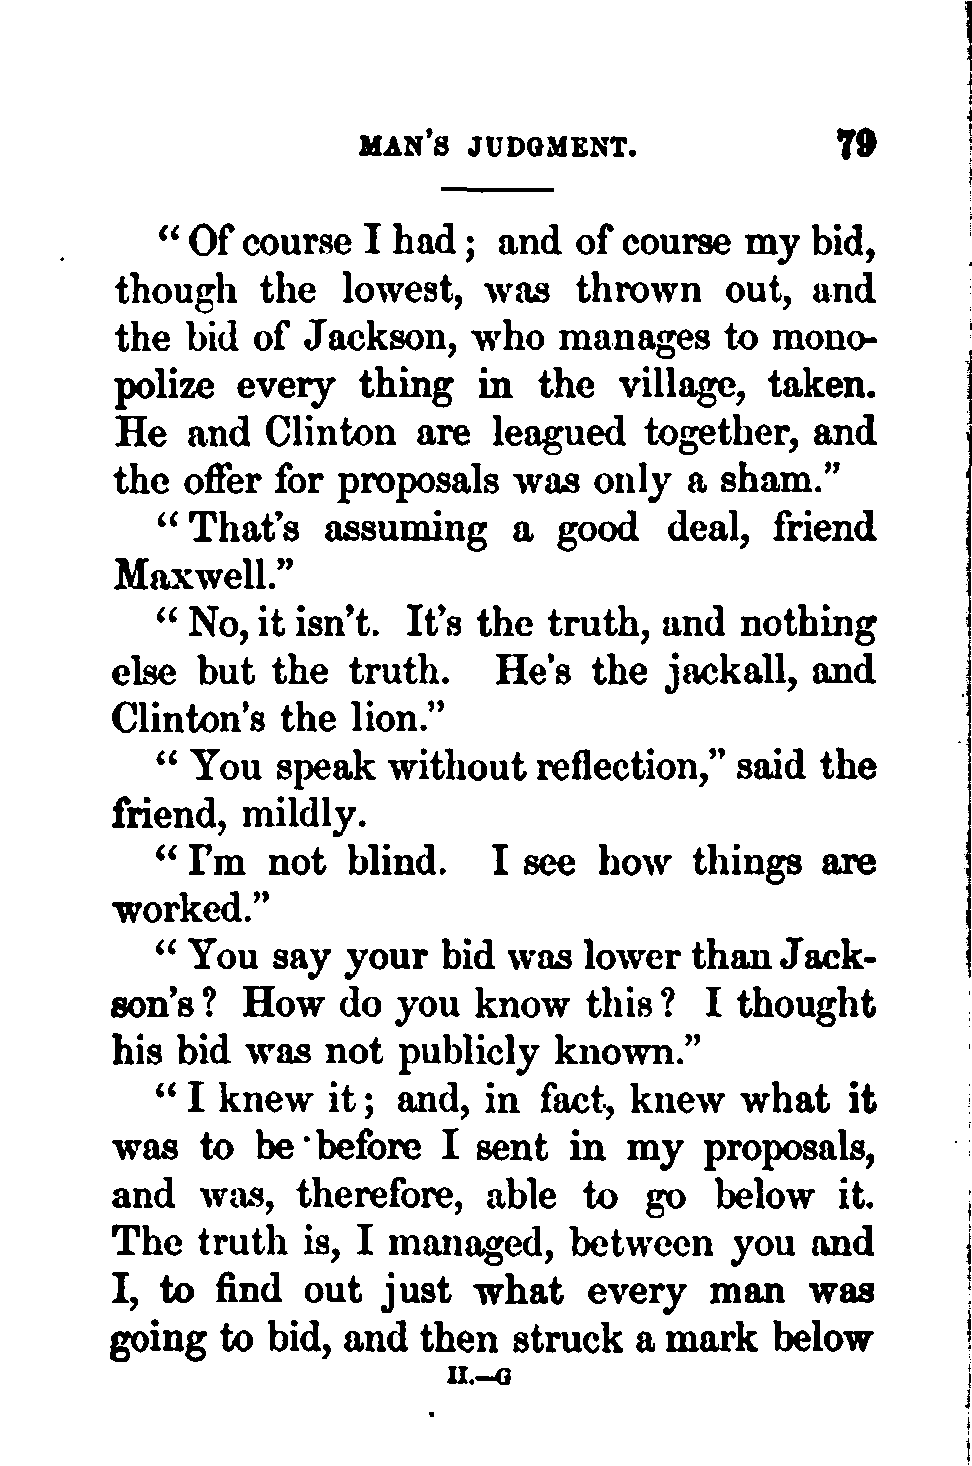 MAN'S JUDGMENT. 79
“Of course I had; and of course my bid,
though the lowest, was thrown out, and
the bid of Jackson, who manages to mono-
polize every thing in the village, taken.
He and Clinton are leagued together, and
the offer for proposals was only a sham.”
“That's assuming a good deal, friend
Maxwell.”
“No, it isn't. It's the truth, and nothing
else but the truth. He's the jackall, and
Clinton's the lion.”
“You speak without reflection,” said the
friend, mildly.
“I'm not blind. I see how things are
worked.”
“You say your bid was lower than Jack-
son's? How do you know this? I thought
his bid was not publicly known.”
“I knew it; and, in fact, knew what it
was to be before I sent in my proposals,
and was, therefore, able to go below it.
The truth is, I managed, between you and
I, to find out just what every man was
going to bid, and then struck a mark below
II.—G